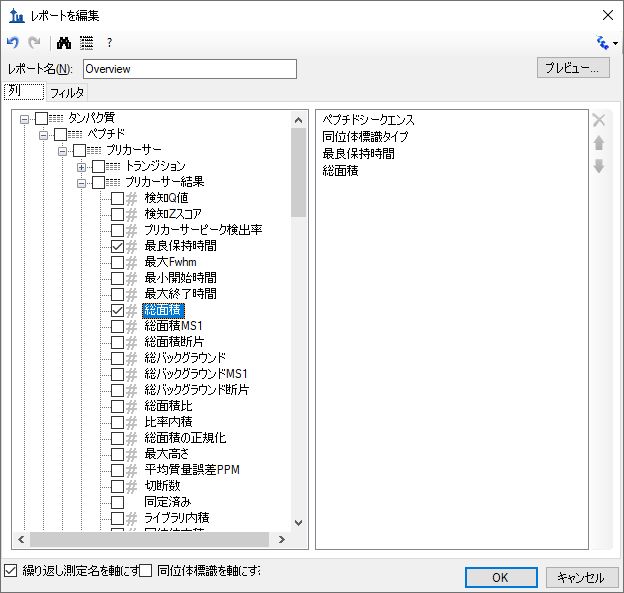 レポートを編集
?
レポート名(N):
Overview
プレビュー...
列
フィルタ
タンパク質
ペプチド
プリカーサー
トランジション
プリカーサー結果
検知Q値
検知Zスコア
プリカーサーピーク検出率
最良保持時間
最大Fwhm
最小開始時間
最大終了時間
総面積
総面積MS1
総面積断片
総バックグラウンド
総バックグラウンドMS1
総バックグラウンド断片
総面積比
比率内積
総面積の正規化
最大高さ
平均質量誤差PPM
切断数
同定済み
ライブラリ内積
ペプチドシークエンス
同位体標識タイプ
最良保持時間
総面積
繰り返し測定名を軸にす
同位体標識を軸にす
OK
キャンセル